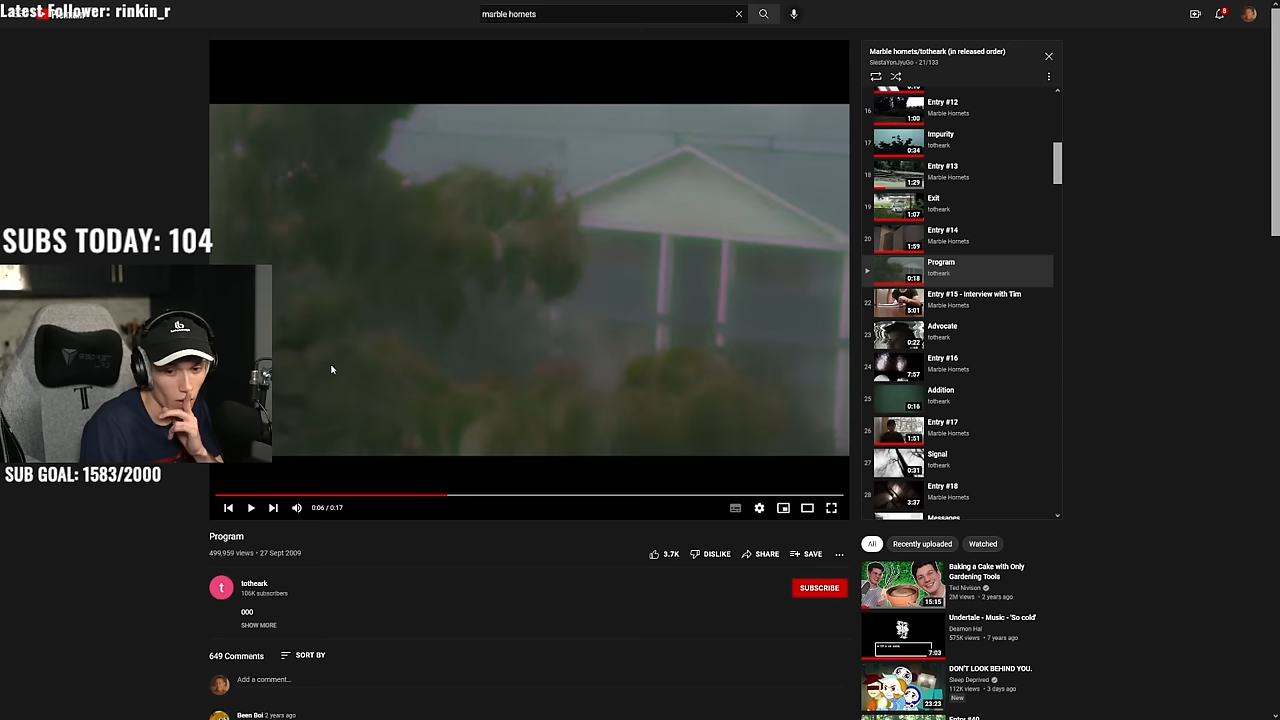 Latest Follower: rinkin_r
marble hornets
8
SUBS TODAY: 104
SUB GOAL: 1583/2000
0:06 / 0:17
Program
499,959 views • 27 Sept 2009
3.7K DISLIKE SHARE SAVE
t
totheark
106K subscribers
SUBSCRIBE
000
SHOW MORE
649 Comments SORT BY
Add a comment...
Been Boi 2 years ago
Marble hornets/totheark (in released order)
SiestaYonJyuGo - 21/133
16 1:00 Entry #12
Marble Hornets
17 0:34 Impurity
totheark
18 1:29 Entry #13
Marble Hornets
19 1:07 Exit
totheark
20 1:59 Entry #14
Marble Hornets
0:18 Program
totheark
22 5:01 Entry #15 - Interview with Tim
Marble Hornets
23 0:22 Advocate
totheark
24 7:57 Entry #16
Marble Hornets
25 0:16 Addition
totheark
26 1:51 Entry #17
Marble Hornets
27 0:31 Signal
totheark
28 3:37 Entry #18
Marble Hornets
Messages
All Recently uploaded Watched
Baking a Cake with Only
Gardening Tools
Ted Nivison
2M views • 2 years ago
15:15
Undertale - Music - 'So cold'
Deamon Hal
575K views • 7 years ago
7:03
DON'T LOOK BEHIND YOU.
Sleep Deprived
112K views • 3 days ago
New
23:23
Entry #40